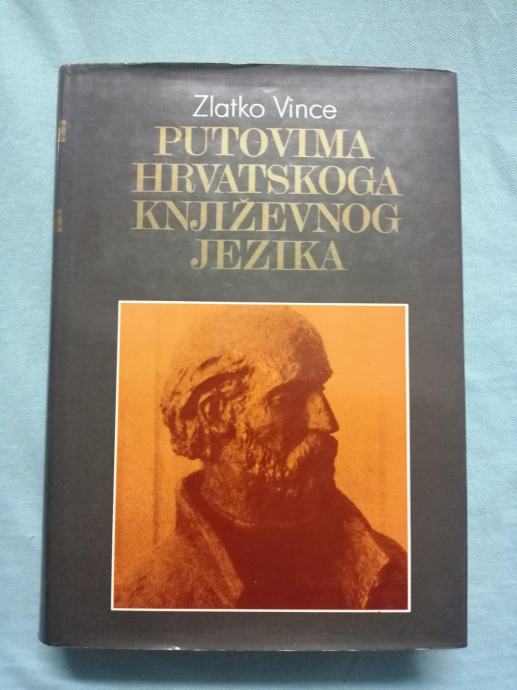 Zlatko Vince
PUTOVIMA
HRVATSKOGA
KNJIŽEVNOG
JEZIKA